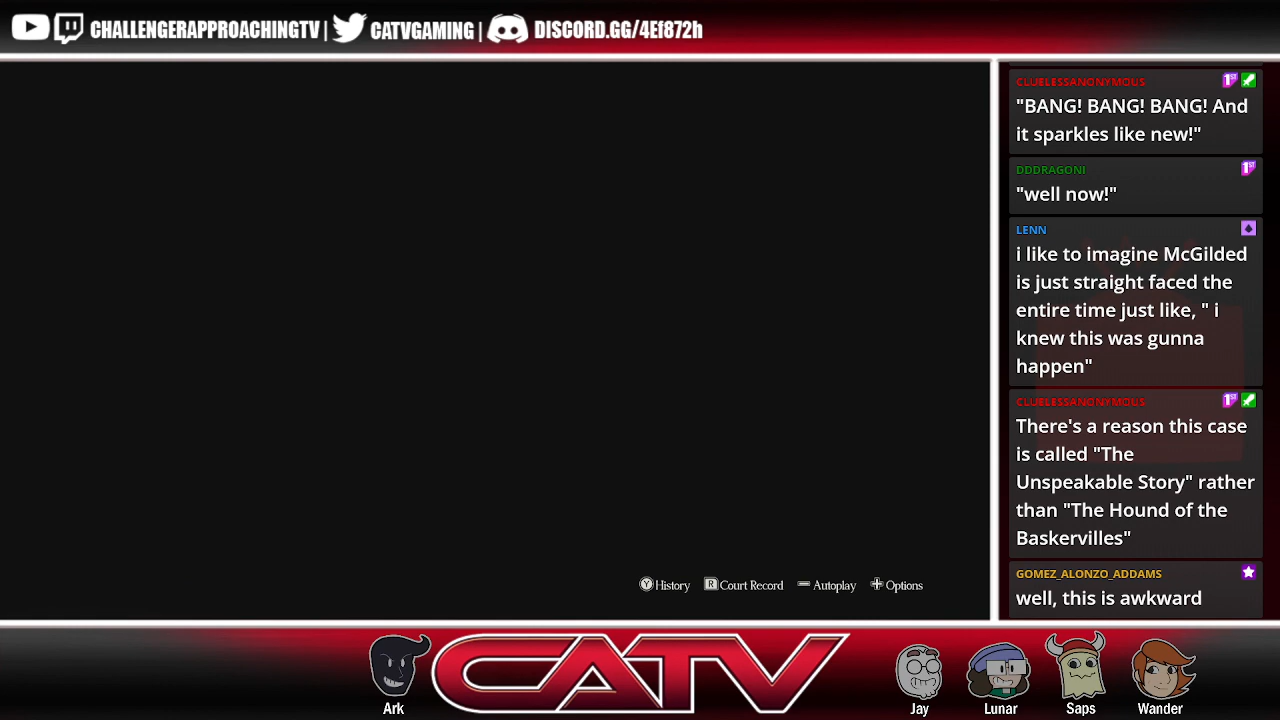 CHALLENGERAPPROACHINGTV | CATVGAMING | DISCORD.GG/4Ef872h
CLUELESSANONYMOUS
"BANG! BANG! BANG! And
it sparkles like new!"
DDDRAGONI
"well now!"
LENN
i like to imagine McGilded
is just straight faced the
entire time just like, " i
knew this was gunna
happen"
CLUELESSANONYMOUS
There's a reason this case
is called "The
Unspeakable Story" rather
than "The Hound of the
Baskervilles"
GOMEZ_ALONZO_ADDAMS
well, this is awkward
Y History R Court Record Autoplay Options
CATV
Ark Jay Lunar Saps Wander